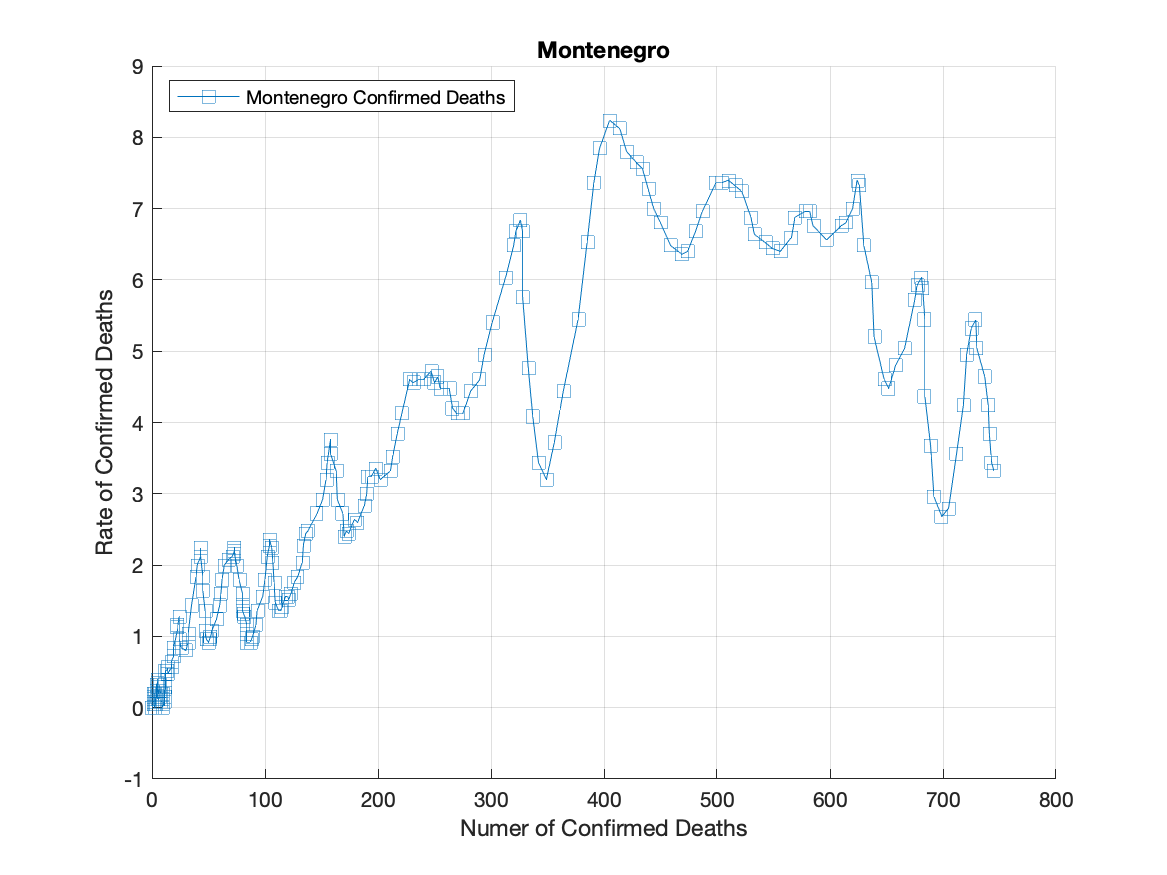 Montenegro
Montenegro Confirmed Deaths
9
8
7
6
5
4
3
2
1
0
-1
Rate of Confirmed Deaths
0 100 200 300 400 500 600 700 800
Numer of Confirmed Deaths